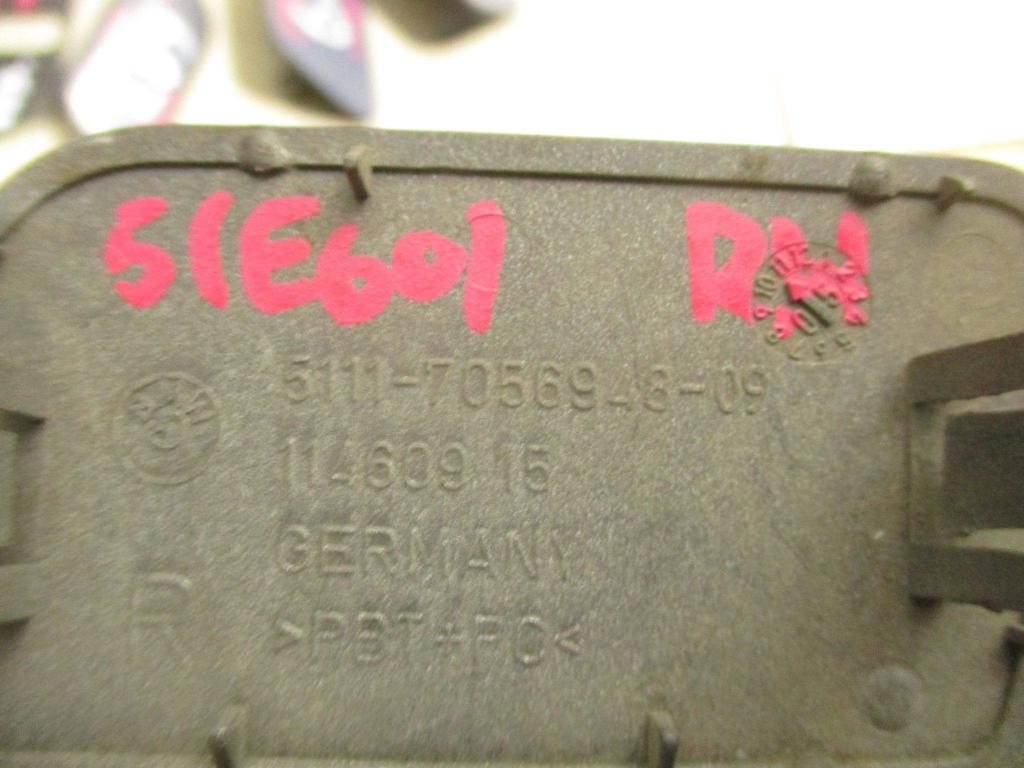 51E601 RH
5111-7056948-09
114609 15
GERMANY
R
>PBT+PC<